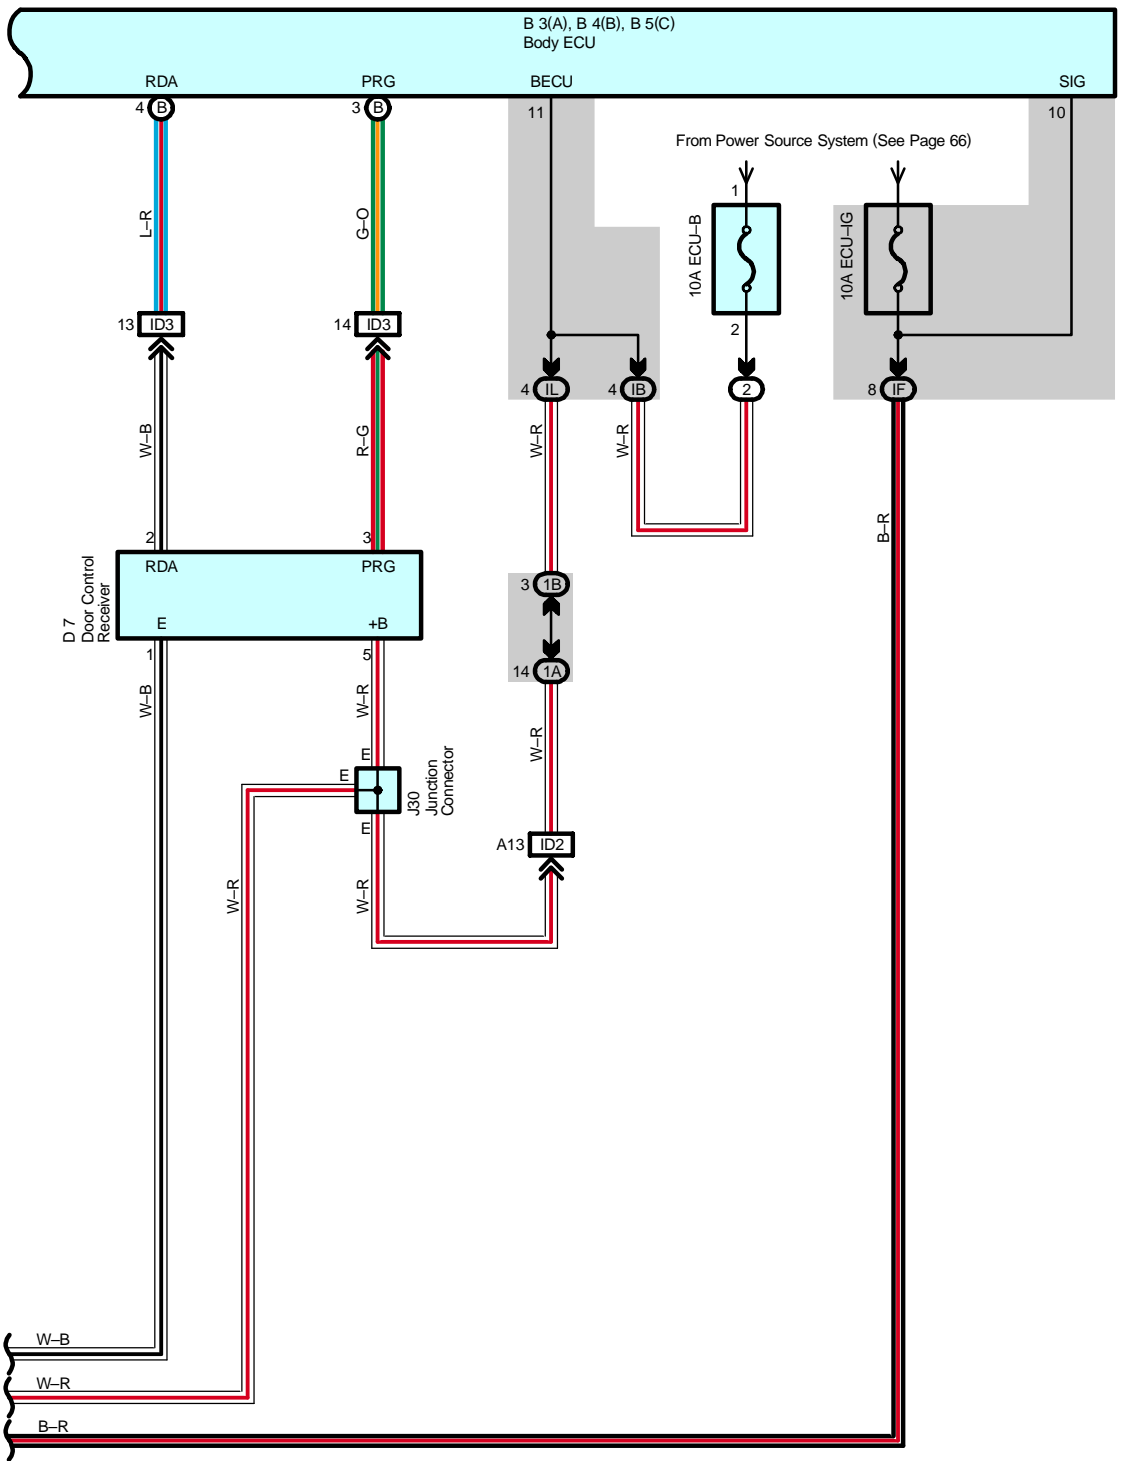 B 3(A), B 4(B), B 5(C)
Body ECU
RDA
PRG
BECU
SIG
4
B
3
B
11
10
From Power Source System (See Page 66)
1
L–R
G–O
10A ECU–B
10A ECU–IG
13
ID3
14
ID3
2
4
IL
4
IB
2
8
IF
W–B
R–G
W–R
W–R
B–R
2
3
RDA
PRG
3
1B
D 7
Door Control
Receiver
E
+B
1
5
14
1A
W–B
W–R
W–R
E
E
E
J30
Junction
Connector
A13
ID2
W–R
W–R
W–B
W–R
B–R